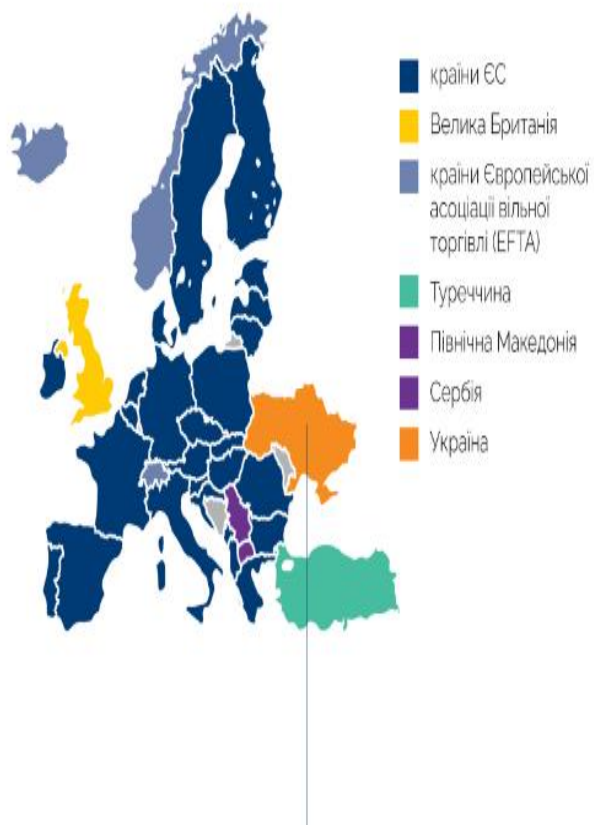 країни ЄС
Велика Британія
країни Європейської
асоціації вільної
торгівлі (EFTA)
Туреччина
Північна Македонія
Сербія
Україна